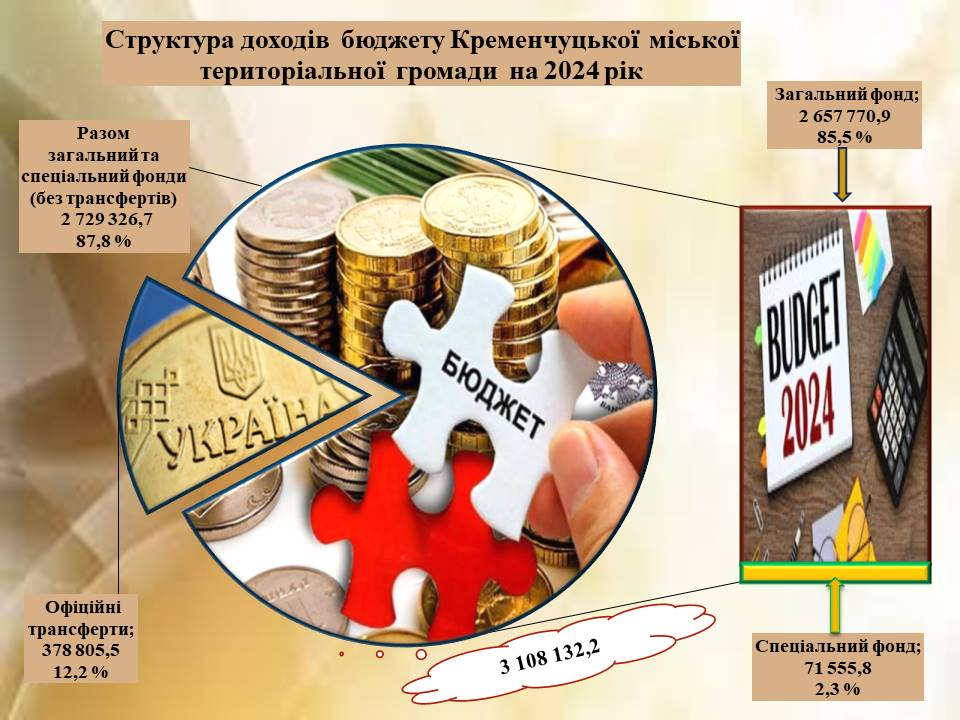 Структура доходів бюджету Кременчуцької міської
територіальної громади на 2024 рік
Загальний фонд;
2 657 770,9
85,5 %
Разом
загальний та
спеціальний фонди
(без трансфертів)
2 729 326,7
87,8 %
БЮДЖЕТ
УКРАЇНА
BUDGET
2024
Офіційні
трансферти;
378 805,5
12,2 %
3 108 132,2
Спеціальний фонд;
71 555,8
2,3 %